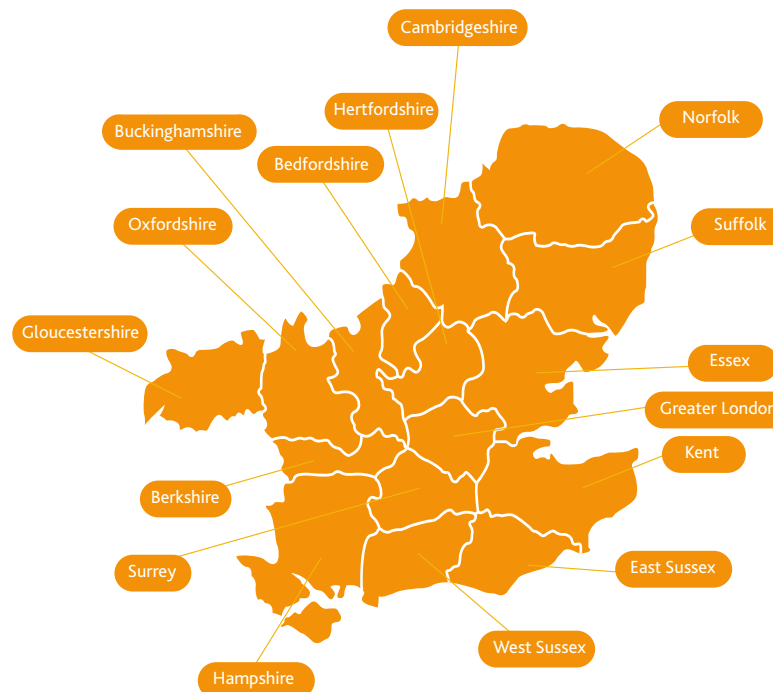 Cambridgeshire
Hertfordshire
Norfolk
Buckinghamshire
Bedfordshire
Oxfordshire
Suffolk
Gloucestershire
Essex
Greater London
Kent
Berkshire
Surrey
East Sussex
West Sussex
Hampshire